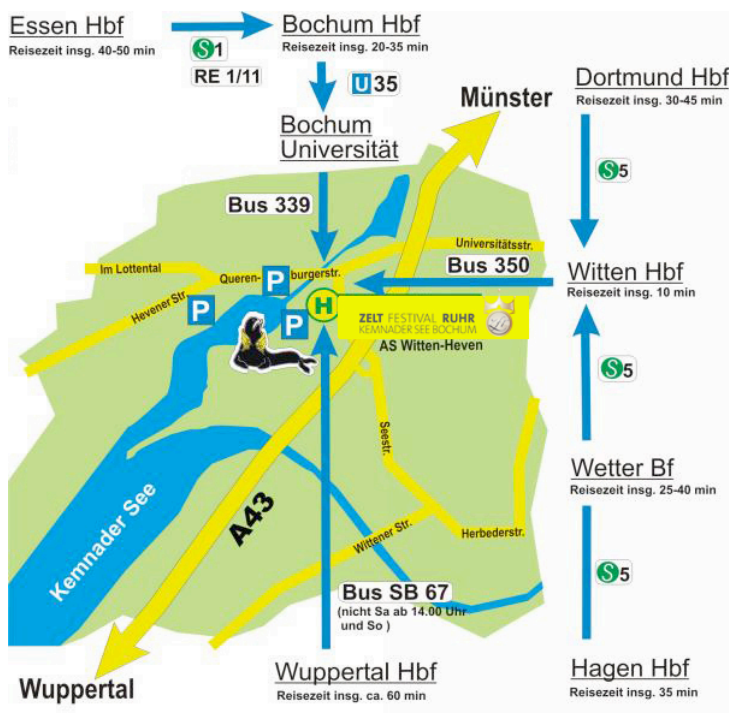 Essen Hbf
Reisezeit insg. 40-50 min
S1
RE 1/11
Bochum Hbf
Reisezeit insg. 20-35 min
U 35
Bochum
Universität
Münster
Dortmund Hbf
Reisezeit insg. 30-45 min
S5
Bus 339
Universitätsstr.
Im Lottental
Queren-
burgerstr.
Bus 350
Witten Hbf
Reisezeit insg. 10 min
Hevener Str.
P
P
P
H
ZELT FESTIVAL RUHR
KEMNADER SEE BOCHUM
AS Witten-Heven
S5
Seestr.
Wetter Bf
Reisezeit insg. 25-40 min
Kemnader See
A43
Wittener Str.
Herbederstr.
S5
Bus SB 67
(nicht Sa ab 14.00 Uhr
und So )
Wuppertal
Wuppertal Hbf
Reisezeit insg. ca. 60 min
Hagen Hbf
Reisezeit insg. 35 min